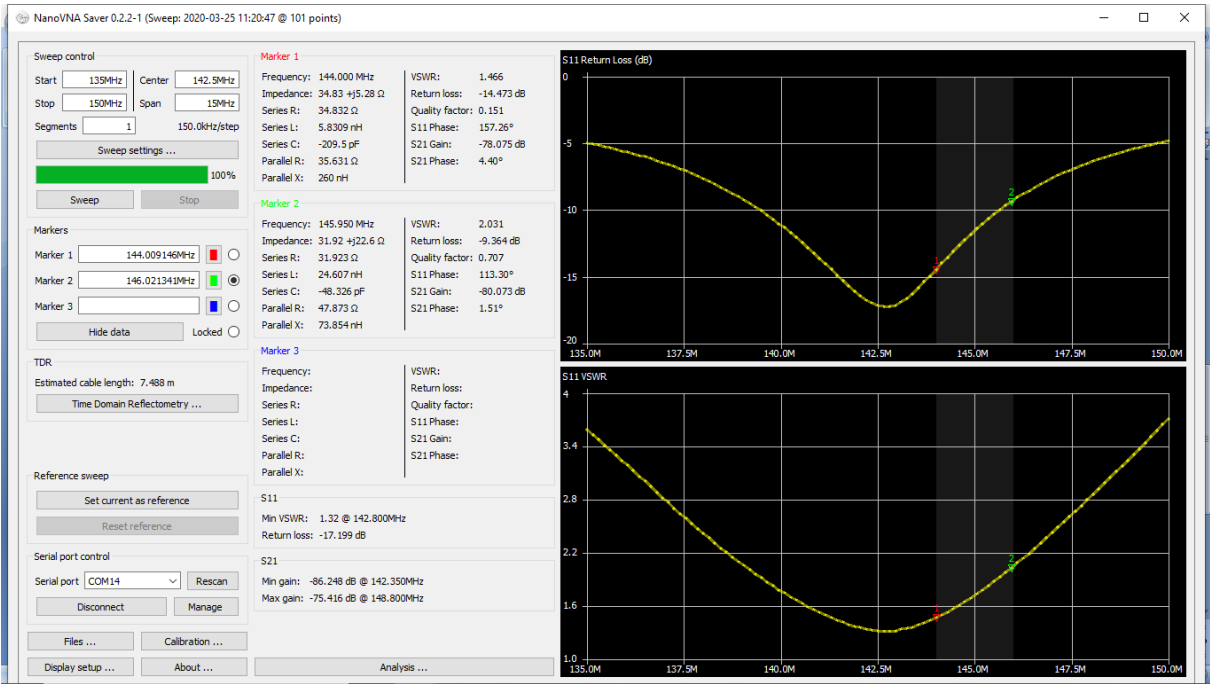 NanoVNA Saver 0.2.2-1 (Sweep: 2020-03-25 11:20:47 @ 101 points)
Sweep control
Start 135MHz Center 142.5MHz
Stop 150MHz Span 15MHz
Segments 1 150.0kHz/step
Sweep settings ...
100%
Sweep Stop
Markers
Marker 1 144.009146MHz
Marker 2 146.021341MHz
Marker 3
Hide data Locked
TDR
Estimated cable length: 7.488 m
Time Domain Reflectometry ...
Reference sweep
Set current as reference
Reset reference
Serial port control
Serial port COM14 Rescan
Disconnect Manage
Files ... Calibration ...
Display setup ... About ...
Marker 1
Frequency: 144.000 MHz VSWR: 1.466
Impedance: 34.83 +j5.28 Ω Return loss: -14.473 dB
Series R: 34.832 Ω Quality factor: 0.151
Series L: 5.8309 nH S11 Phase: 157.26°
Series C: -209.5 pF S21 Gain: -78.075 dB
Parallel R: 35.631 Ω S21 Phase: 4.40°
Parallel X: 260 nH
Marker 2
Frequency: 145.950 MHz VSWR: 2.031
Impedance: 31.92 +j22.6 Ω Return loss: -9.364 dB
Series R: 31.923 Ω Quality factor: 0.707
Series L: 24.607 nH S11 Phase: 113.30°
Series C: -48.326 pF S21 Gain: -80.073 dB
Parallel R: 47.873 Ω S21 Phase: 1.51°
Parallel X: 73.854 nH
Marker 3
Frequency: VSWR:
Impedance: Return loss:
Series R: Quality factor:
Series L: S11 Phase:
Series C: S21 Gain:
Parallel R: S21 Phase:
Parallel X:
S11
Min VSWR: 1.32 @ 142.800MHz
Return loss: -17.199 dB
S21
Min gain: -86.248 dB @ 142.350MHz
Max gain: -75.416 dB @ 148.800MHz
Analysis ...
S11 Return Loss (dB)
0
-5
2
-10
1
-15
-20
135.0M 137.5M 140.0M 142.5M 145.0M 147.5M 150.0M
S11 VSWR
4
3.4
2.8
2.2
2
1.6
1
1.0
135.0M 137.5M 140.0M 142.5M 145.0M 147.5M 150.0M